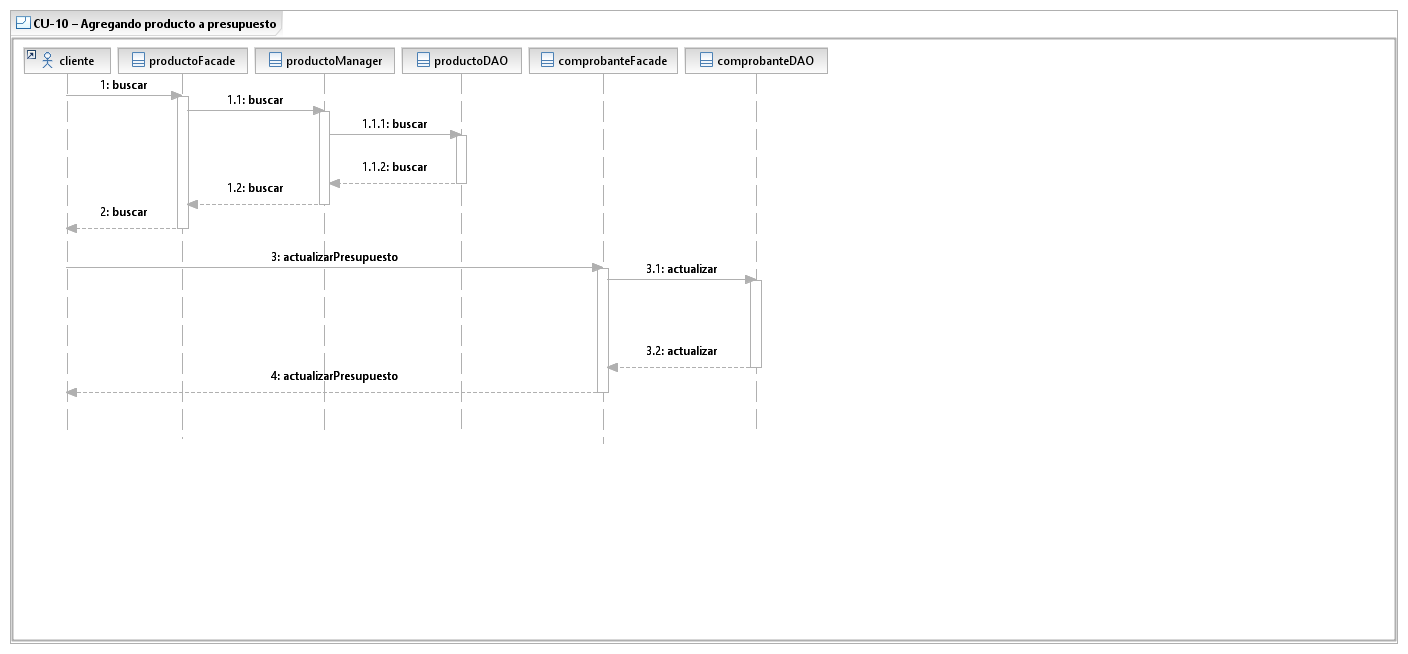 CU-10 – Agregando producto a presupuesto
cliente
productoFacade
productoManager
productoDAO
comprobanteFacade
comprobanteDAO
1: buscar
1.1: buscar
1.1.1: buscar
1.1.2: buscar
1.2: buscar
2: buscar
3: actualizarPresupuesto
3.1: actualizar
3.2: actualizar
4: actualizarPresupuesto